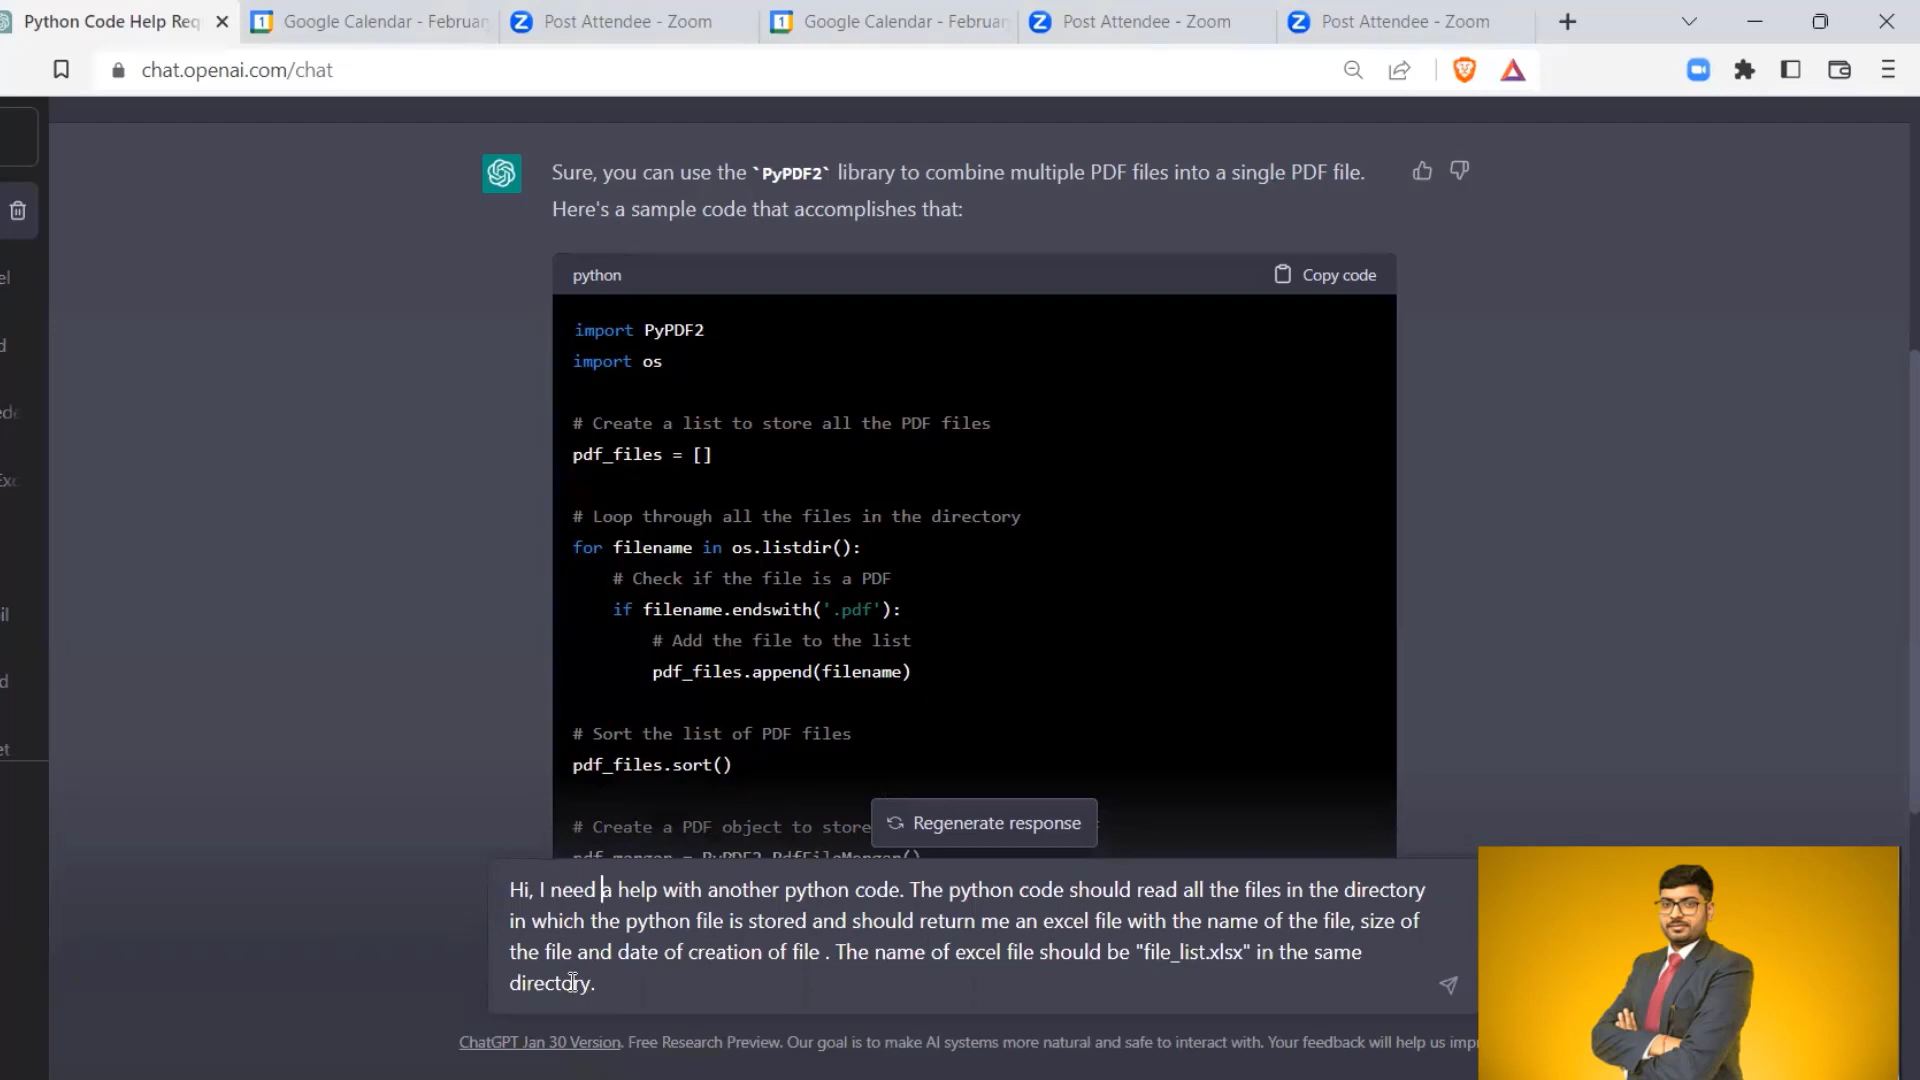 Python Code Help Req
Google Calendar - Februar
Post Attendee - Zoom
Google Calendar - Februar
Post Attendee - Zoom
Post Attendee - Zoom
chat.openai.com/chat
Sure, you can use the `PyPDF2` library to combine multiple PDF files into a single PDF file.
Here's a sample code that accomplishes that:
python
Copy code
import PyPDF2
import os
# Create a list to store all the PDF files
pdf_files = []
# Loop through all the files in the directory
for filename in os.listdir():
# Check if the file is a PDF
if filename.endswith('.pdf'):
# Add the file to the list
pdf_files.append(filename)
# Sort the list of PDF files
pdf_files.sort()
# Create a PDF object to store
Regenerate response
pdf_merger = PyPDF2.PdfFileMerger()
Hi, I need a help with another python code. The python code should read all the files in the directory
in which the python file is stored and should return me an excel file with the name of the file, size of
the file and date of creation of file . The name of excel file should be "file_list.xlsx" in the same
directory.
ChatGPT Jan 30 Version. Free Research Preview. Our goal is to make AI systems more natural and safe to interact with. Your feedback will help us imp